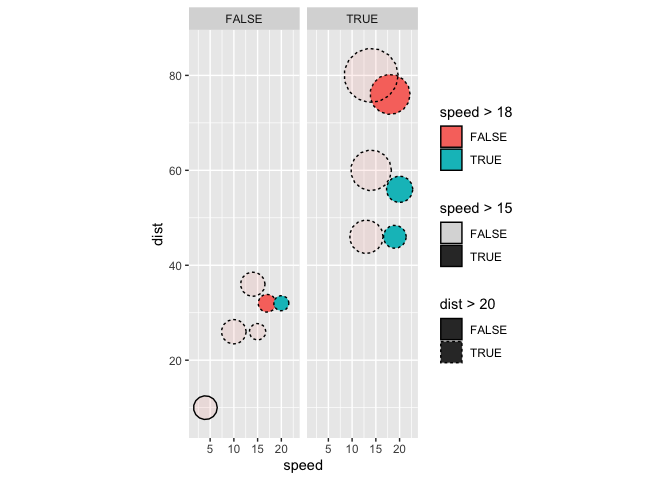 FALSE TRUE
80
60
40
20
dist
5 10 15 20 5 10 15 20
speed
speed > 18
FALSE
TRUE
speed > 15
FALSE
TRUE
dist > 20
FALSE
TRUE